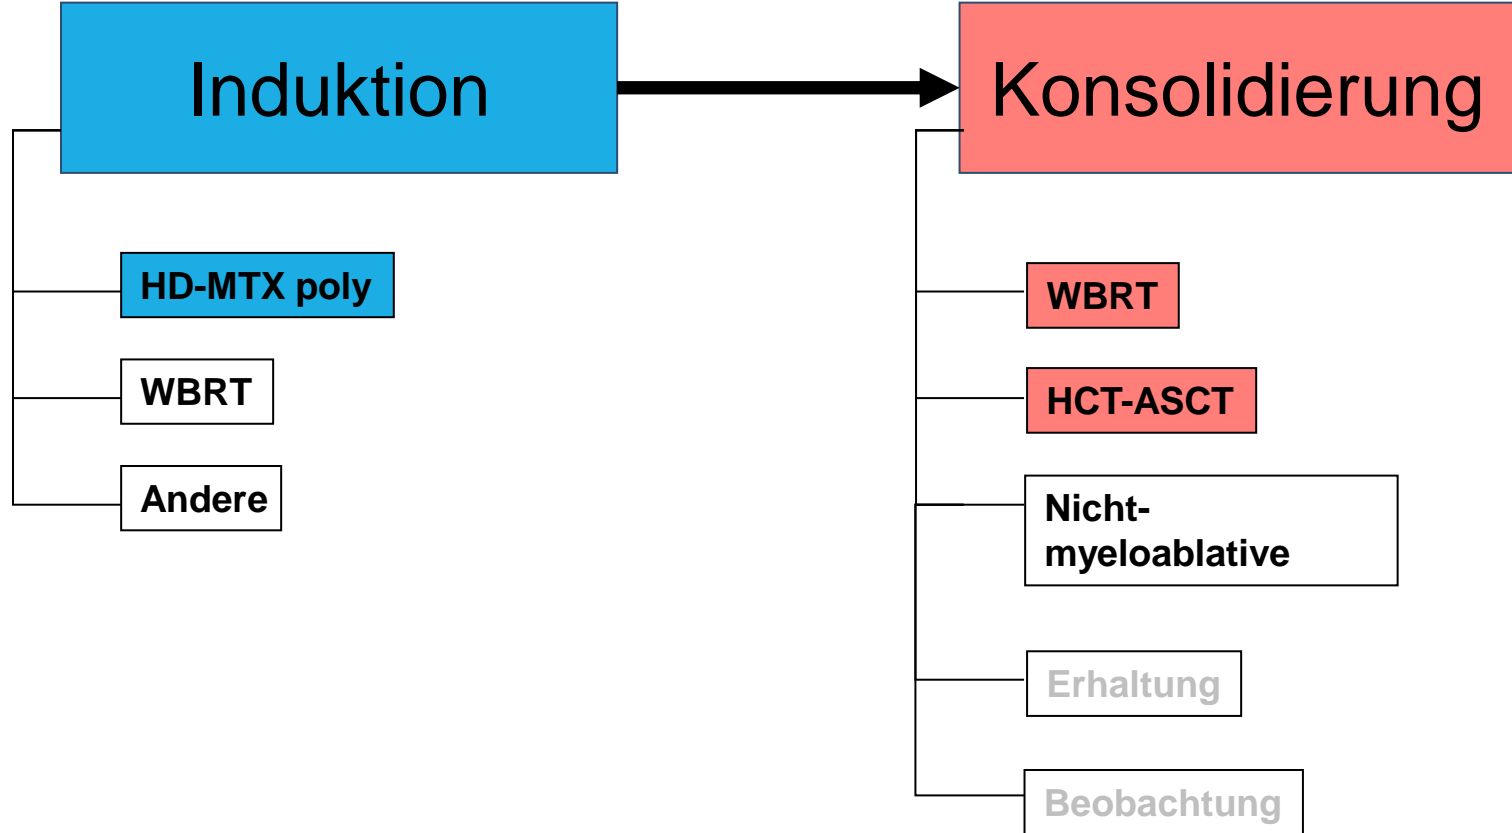 Induktion
Konsolidierung
HD-MTX poly
WBRT
Andere
WBRT
HCT-ASCT
Nicht-
myeloablative
Erhaltung
Beobachtung